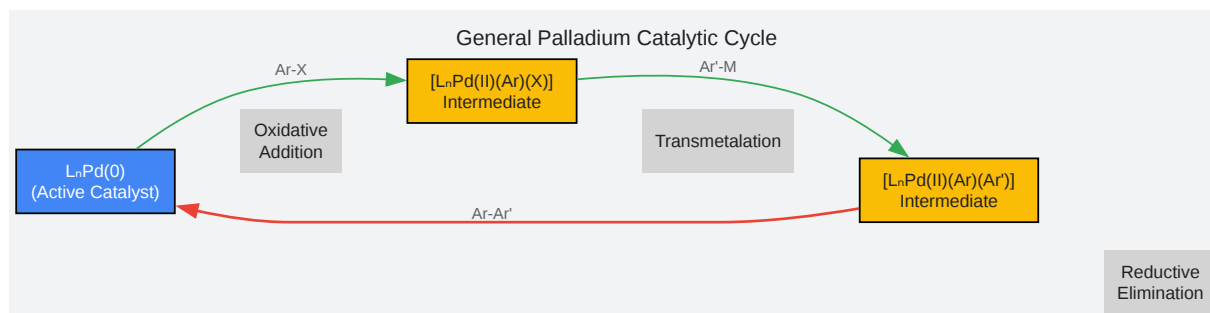 General Palladium Catalytic Cycle
Ar-X
Ar'-M
[LₙPd(II)(Ar)(X)]
Intermediate
Oxidative
Addition
Transmetalation
LₙPd(0)
(Active Catalyst)
[LₙPd(II)(Ar)(Ar')]
Intermediate
Ar-Ar'
Reductive
Elimination